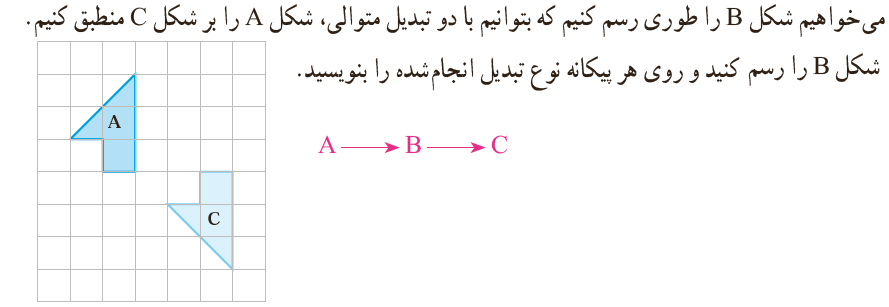 می‌خواهیم شکل B را طوری رسم کنیم که بتوانیم با دو تبدیل متوالی، شکل A را بر شکل C منطبق کنیم.
شکل B را رسم کنید و روی هر پیکانه نوع تبدیل انجام‌شده را بنویسید.
A
A → B → C
C